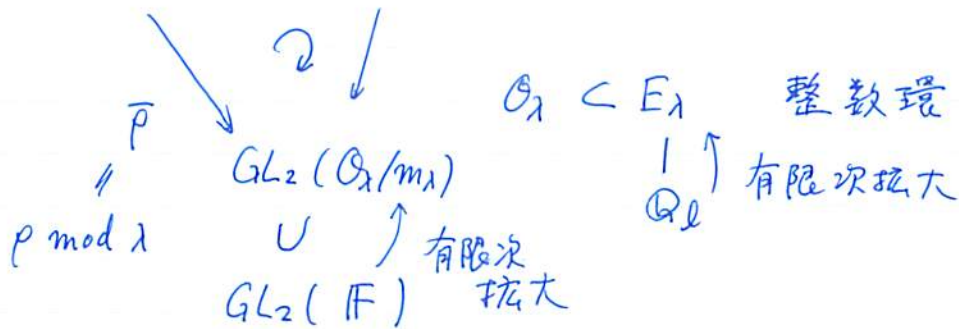 ρ̄
∥
ρ mod λ
GL₂(O_λ/m_λ)
∪
↑ 有限次拡大
GL₂(𝔽)
O_λ ⊂ E_λ 整数環
| ↑ 有限次拡大
ℚ_ℓ